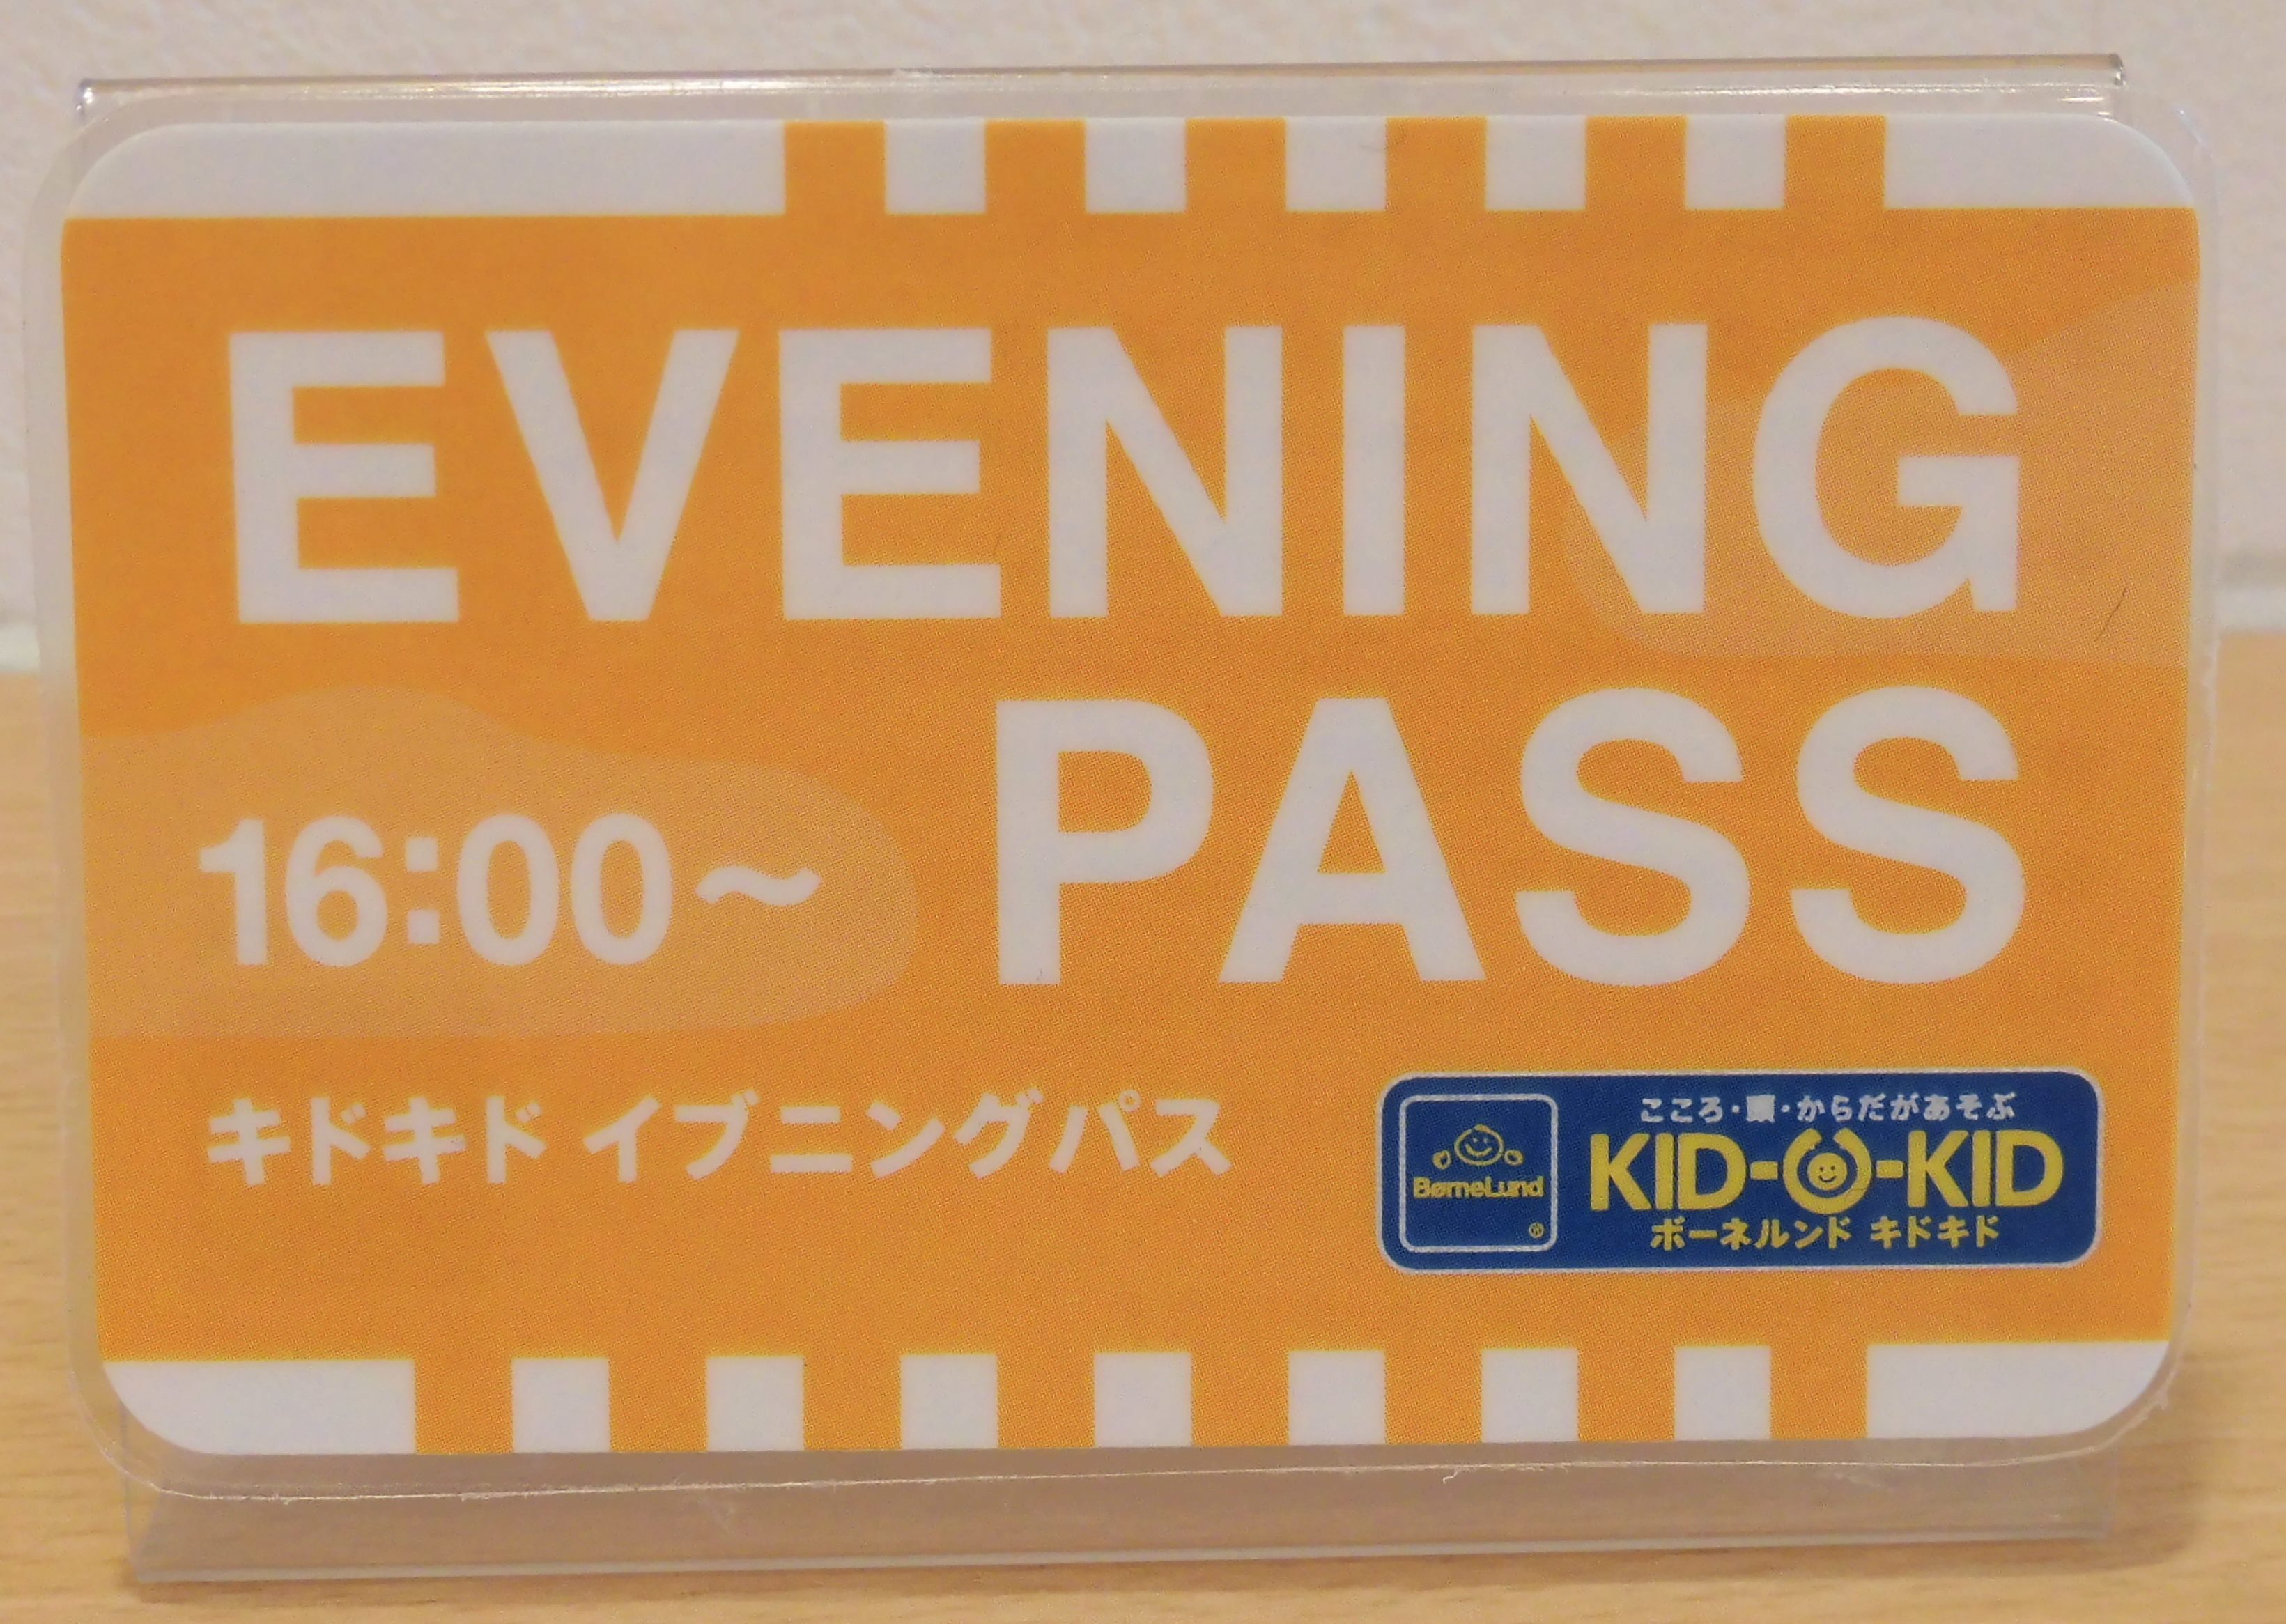 EVENING
PASS
16:00～
キドキド イブニングパス
こころ・頭・からだがあそぶ
KID-O-KID
ボーネルンド キドキド
BørneLund
®